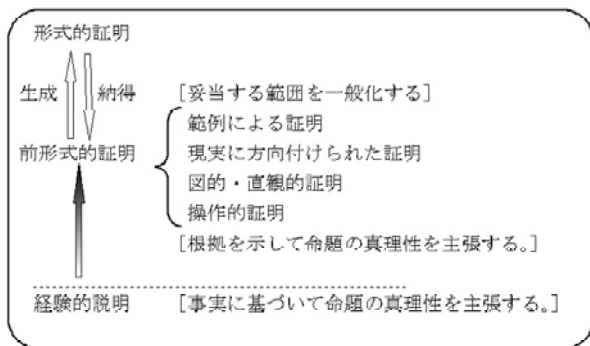 形式的証明
生成 納得 [妥当する範囲を一般化する]
範例による証明
前形式的証明 現実に方向付けられた証明
図的・直観的証明
操作的証明
[根拠を示して命題の真理性を主張する。]
経験的説明 [事実に基づいて命題の真理性を主張する。]